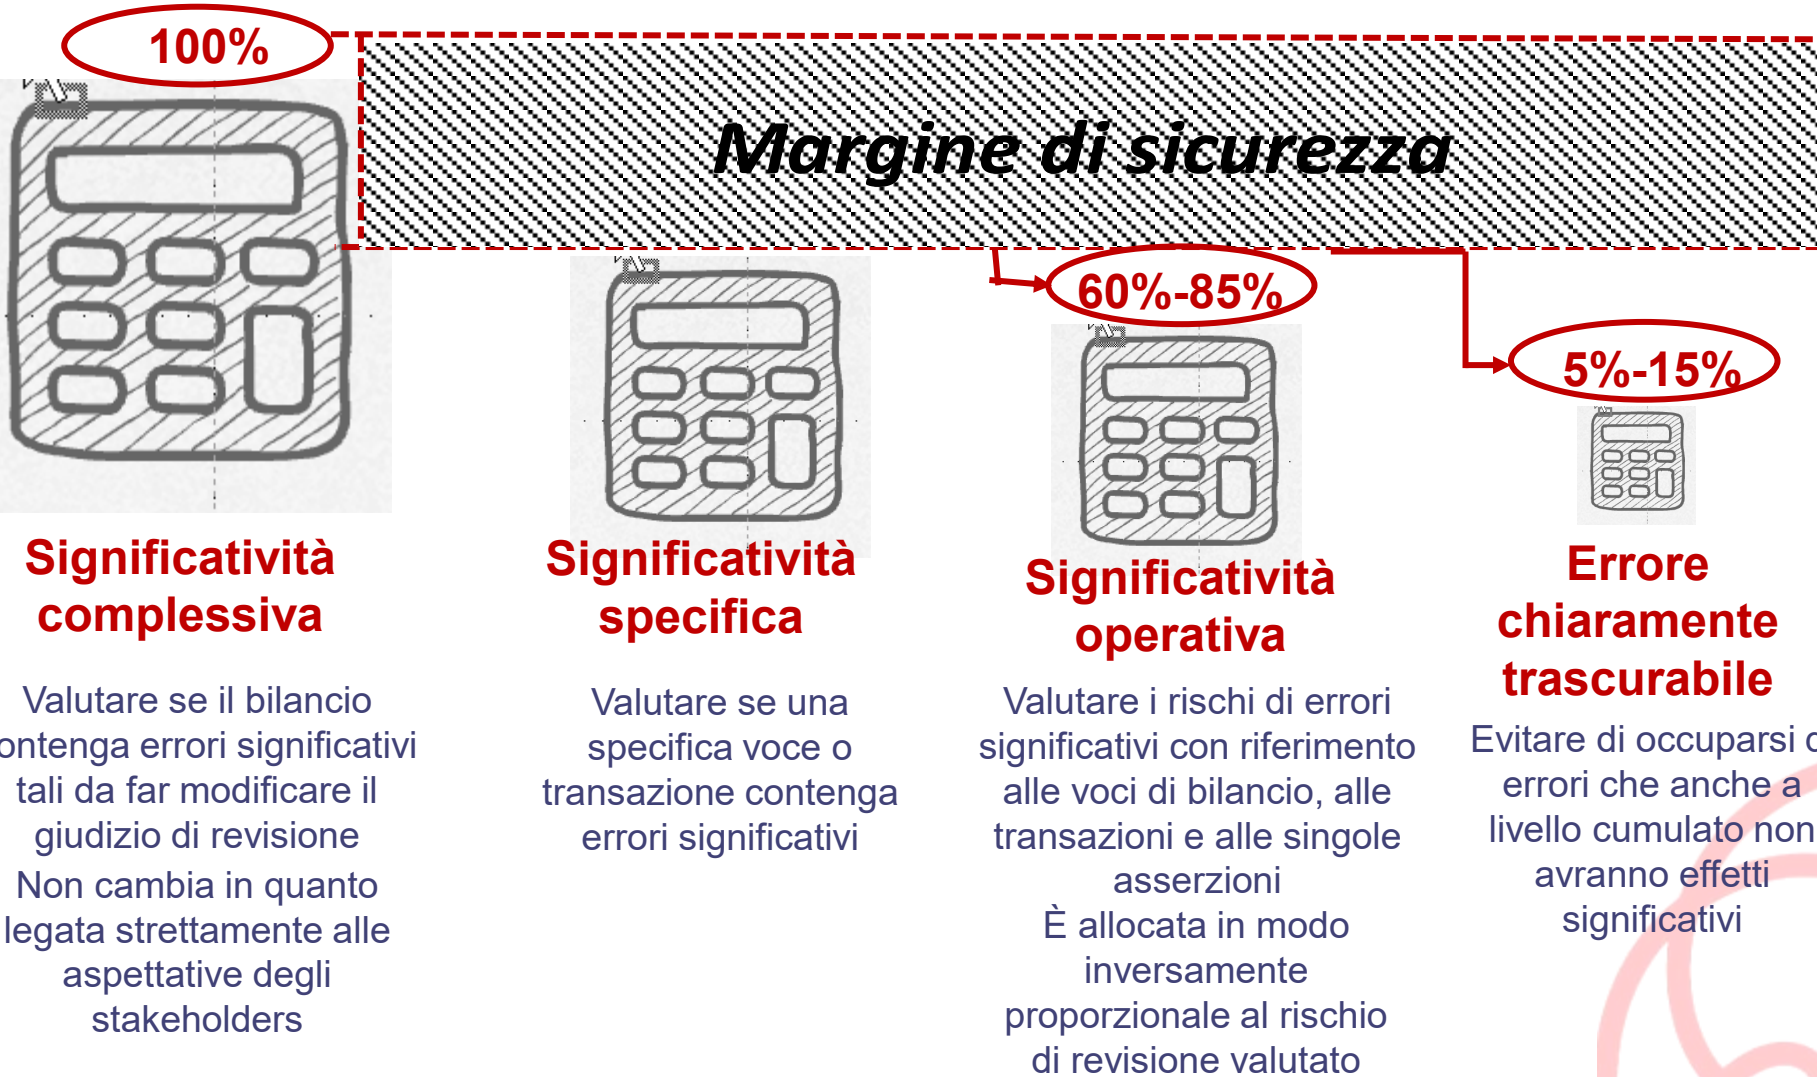 100%
Margine di sicurezza
60%-85%
5%-15%
Significatività
complessiva
Valutare se il bilancio
ontenga errori significativi
tali da far modificare il
giudizio di revisione
Non cambia in quanto
legata strettamente alle
aspettative degli
stakeholders
Significatività
specifica
Valutare se una
specifica voce o
transazione contenga
errori significativi
Significatività
operativa
Valutare i rischi di errori
significativi con riferimento
alle voci di bilancio, alle
transazioni e alle singole
asserzioni
È allocata in modo
inversamente
proporzionale al rischio
di revisione valutato
Errore
chiaramente
trascurabile
Evitare di occuparsi d
errori che anche a
livello cumulato non
avranno effetti
significativi